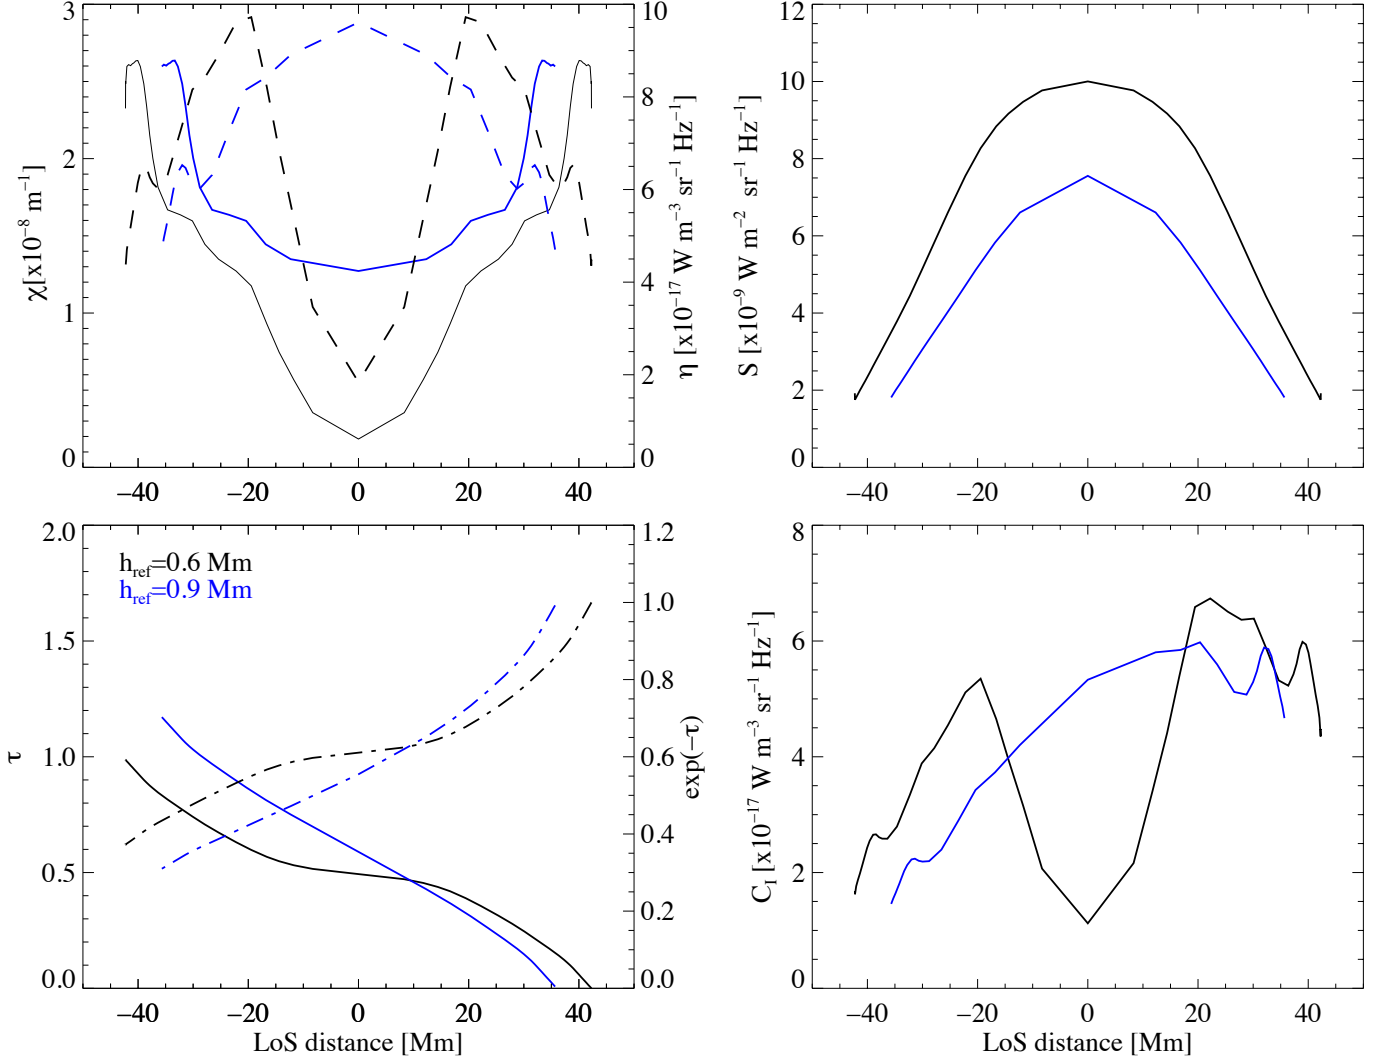 3
2
1
0
χ[x10⁻⁸ m⁻¹]
10
8
6
4
2
0
η [x10⁻¹⁷ W m⁻³ sr⁻¹ Hz⁻¹]
−40 −20 0 20 40
12
10
8
6
4
2
0
S [x10⁻⁹ W m⁻² sr⁻¹ Hz⁻¹]
−40 −20 0 20 40
2.0
1.5
1.0
0.5
0.0
τ
h_ref=0.6 Mm
h_ref=0.9 Mm
1.2
1.0
0.8
0.6
0.4
0.2
0.0
exp(−τ)
−40 −20 0 20 40
LoS distance [Mm]
8
6
4
2
0
C_I [x10⁻¹⁷ W m⁻³ sr⁻¹ Hz⁻¹]
−40 −20 0 20 40
LoS distance [Mm]